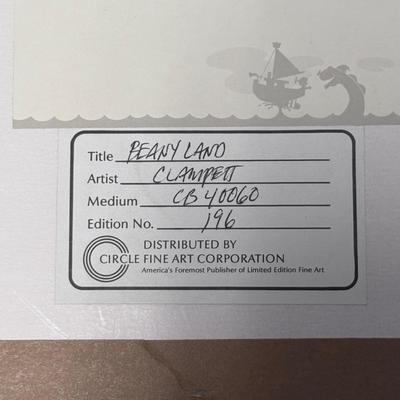 Title BEANY LAND
Artist CLAMPETT
Medium CB 40060
Edition No. 196
DISTRIBUTED BY
CIRCLE FINE ART CORPORATION
America's Foremost Publisher of Limited Edition Fine Art